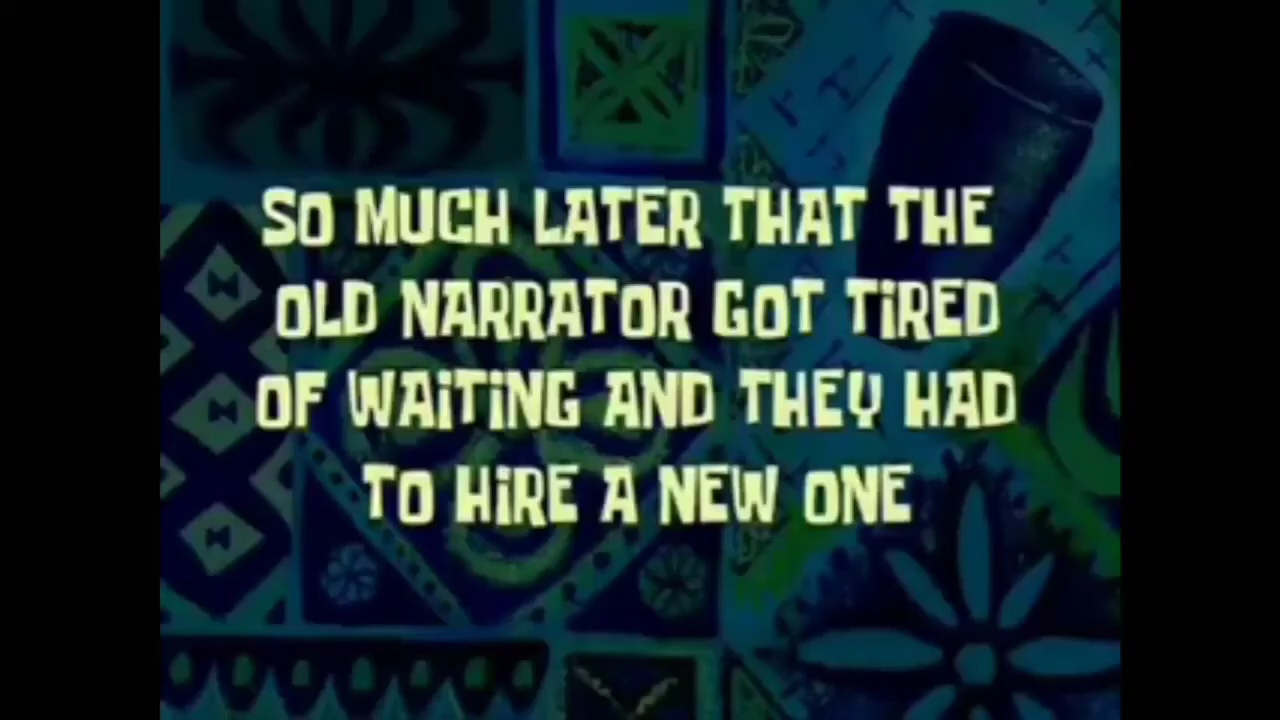 SO MUCH LATER THAT THE
OLD NARRATOR GOT TiRED
OF WAiTiNG AND THEY HAD
TO HiRE A NEW ONE